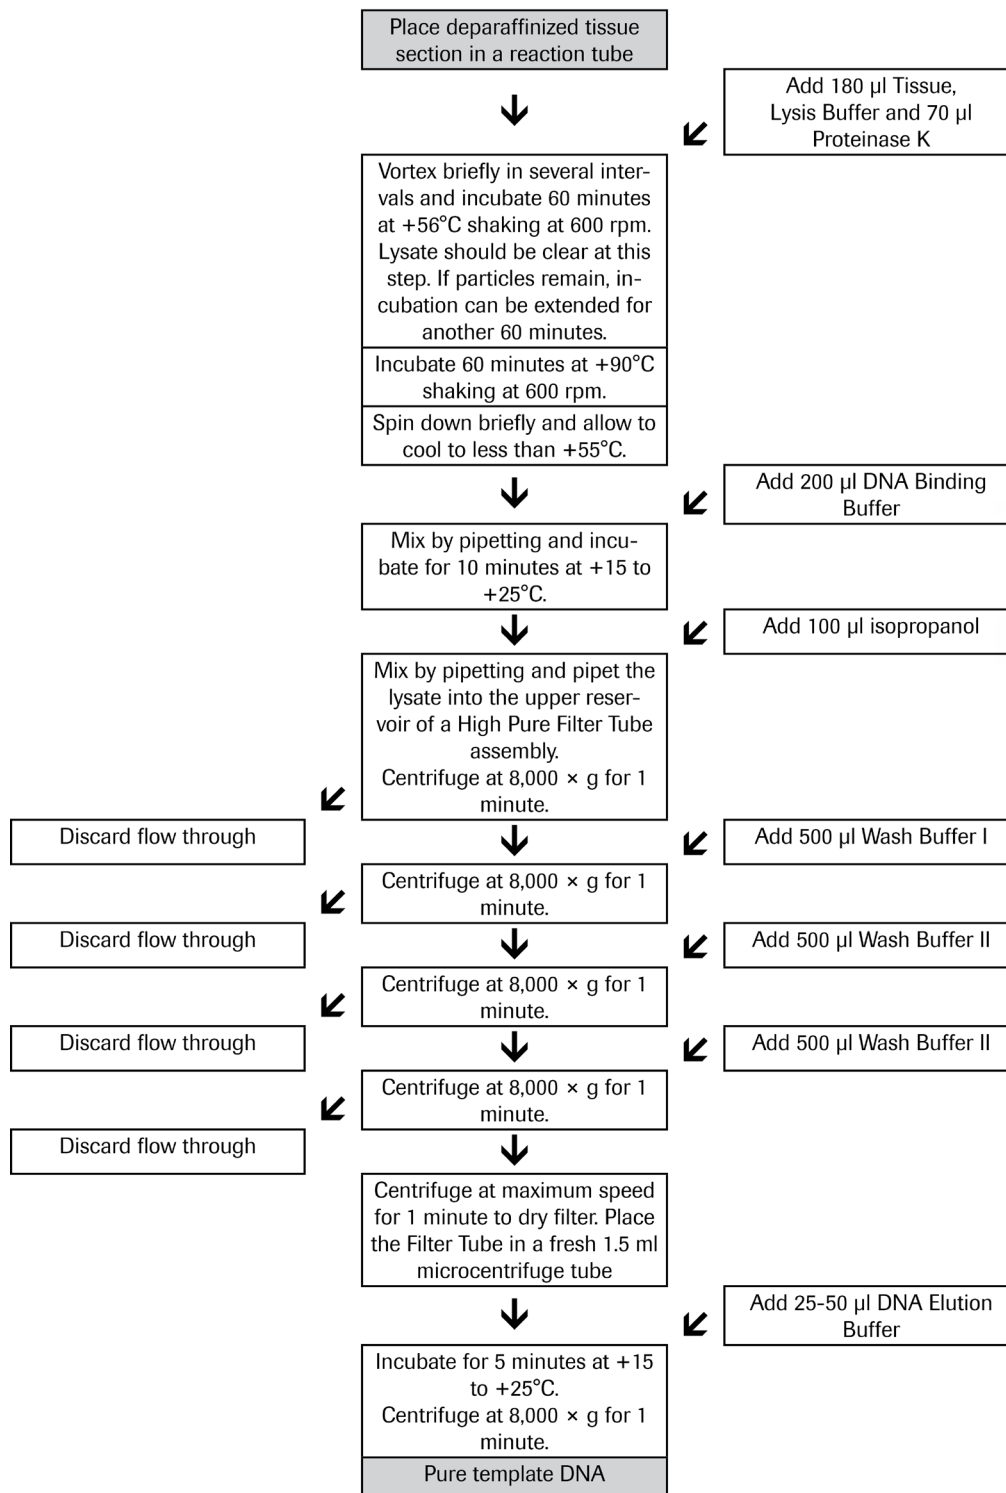 Place deparaffinized tissue
section in a reaction tube
Add 180 µl Tissue,
Lysis Buffer and 70 µl
Proteinase K
Vortex briefly in several inter-
vals and incubate 60 minutes
at +56°C shaking at 600 rpm.
Lysate should be clear at this
step. If particles remain, in-
cubation can be extended for
another 60 minutes.
Incubate 60 minutes at +90°C
shaking at 600 rpm.
Spin down briefly and allow to
cool to less than +55°C.
Add 200 µl DNA Binding
Buffer
Mix by pipetting and incu-
bate for 10 minutes at +15 to
+25°C.
Add 100 µl isopropanol
Mix by pipetting and pipet the
lysate into the upper reser-
voir of a High Pure Filter Tube
assembly.
Centrifuge at 8,000 × g for 1
minute.
Discard flow through
Add 500 µl Wash Buffer I
Centrifuge at 8,000 × g for 1
minute.
Discard flow through
Add 500 µl Wash Buffer II
Centrifuge at 8,000 × g for 1
minute.
Discard flow through
Add 500 µl Wash Buffer II
Centrifuge at 8,000 × g for 1
minute.
Discard flow through
Centrifuge at maximum speed
for 1 minute to dry filter. Place
the Filter Tube in a fresh 1.5 ml
microcentrifuge tube
Add 25-50 µl DNA Elution
Buffer
Incubate for 5 minutes at +15
to +25°C.
Centrifuge at 8,000 × g for 1
minute.
Pure template DNA